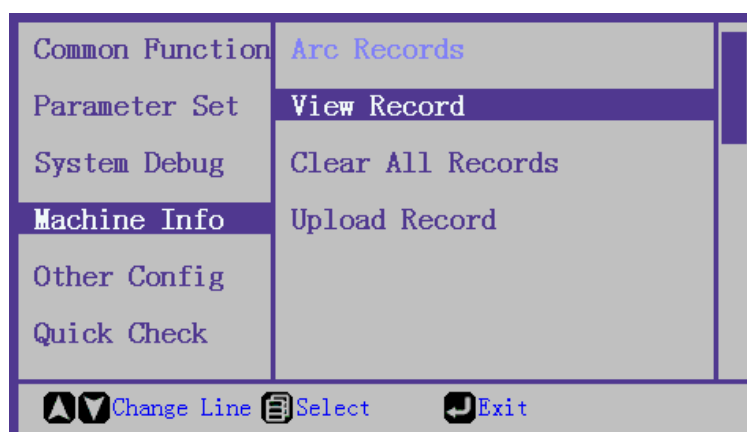 Common Function
Parameter Set
System Debug
Machine Info
Other Config
Quick Check
Arc Records
View Record
Clear All Records
Upload Record
Change Line Select Exit